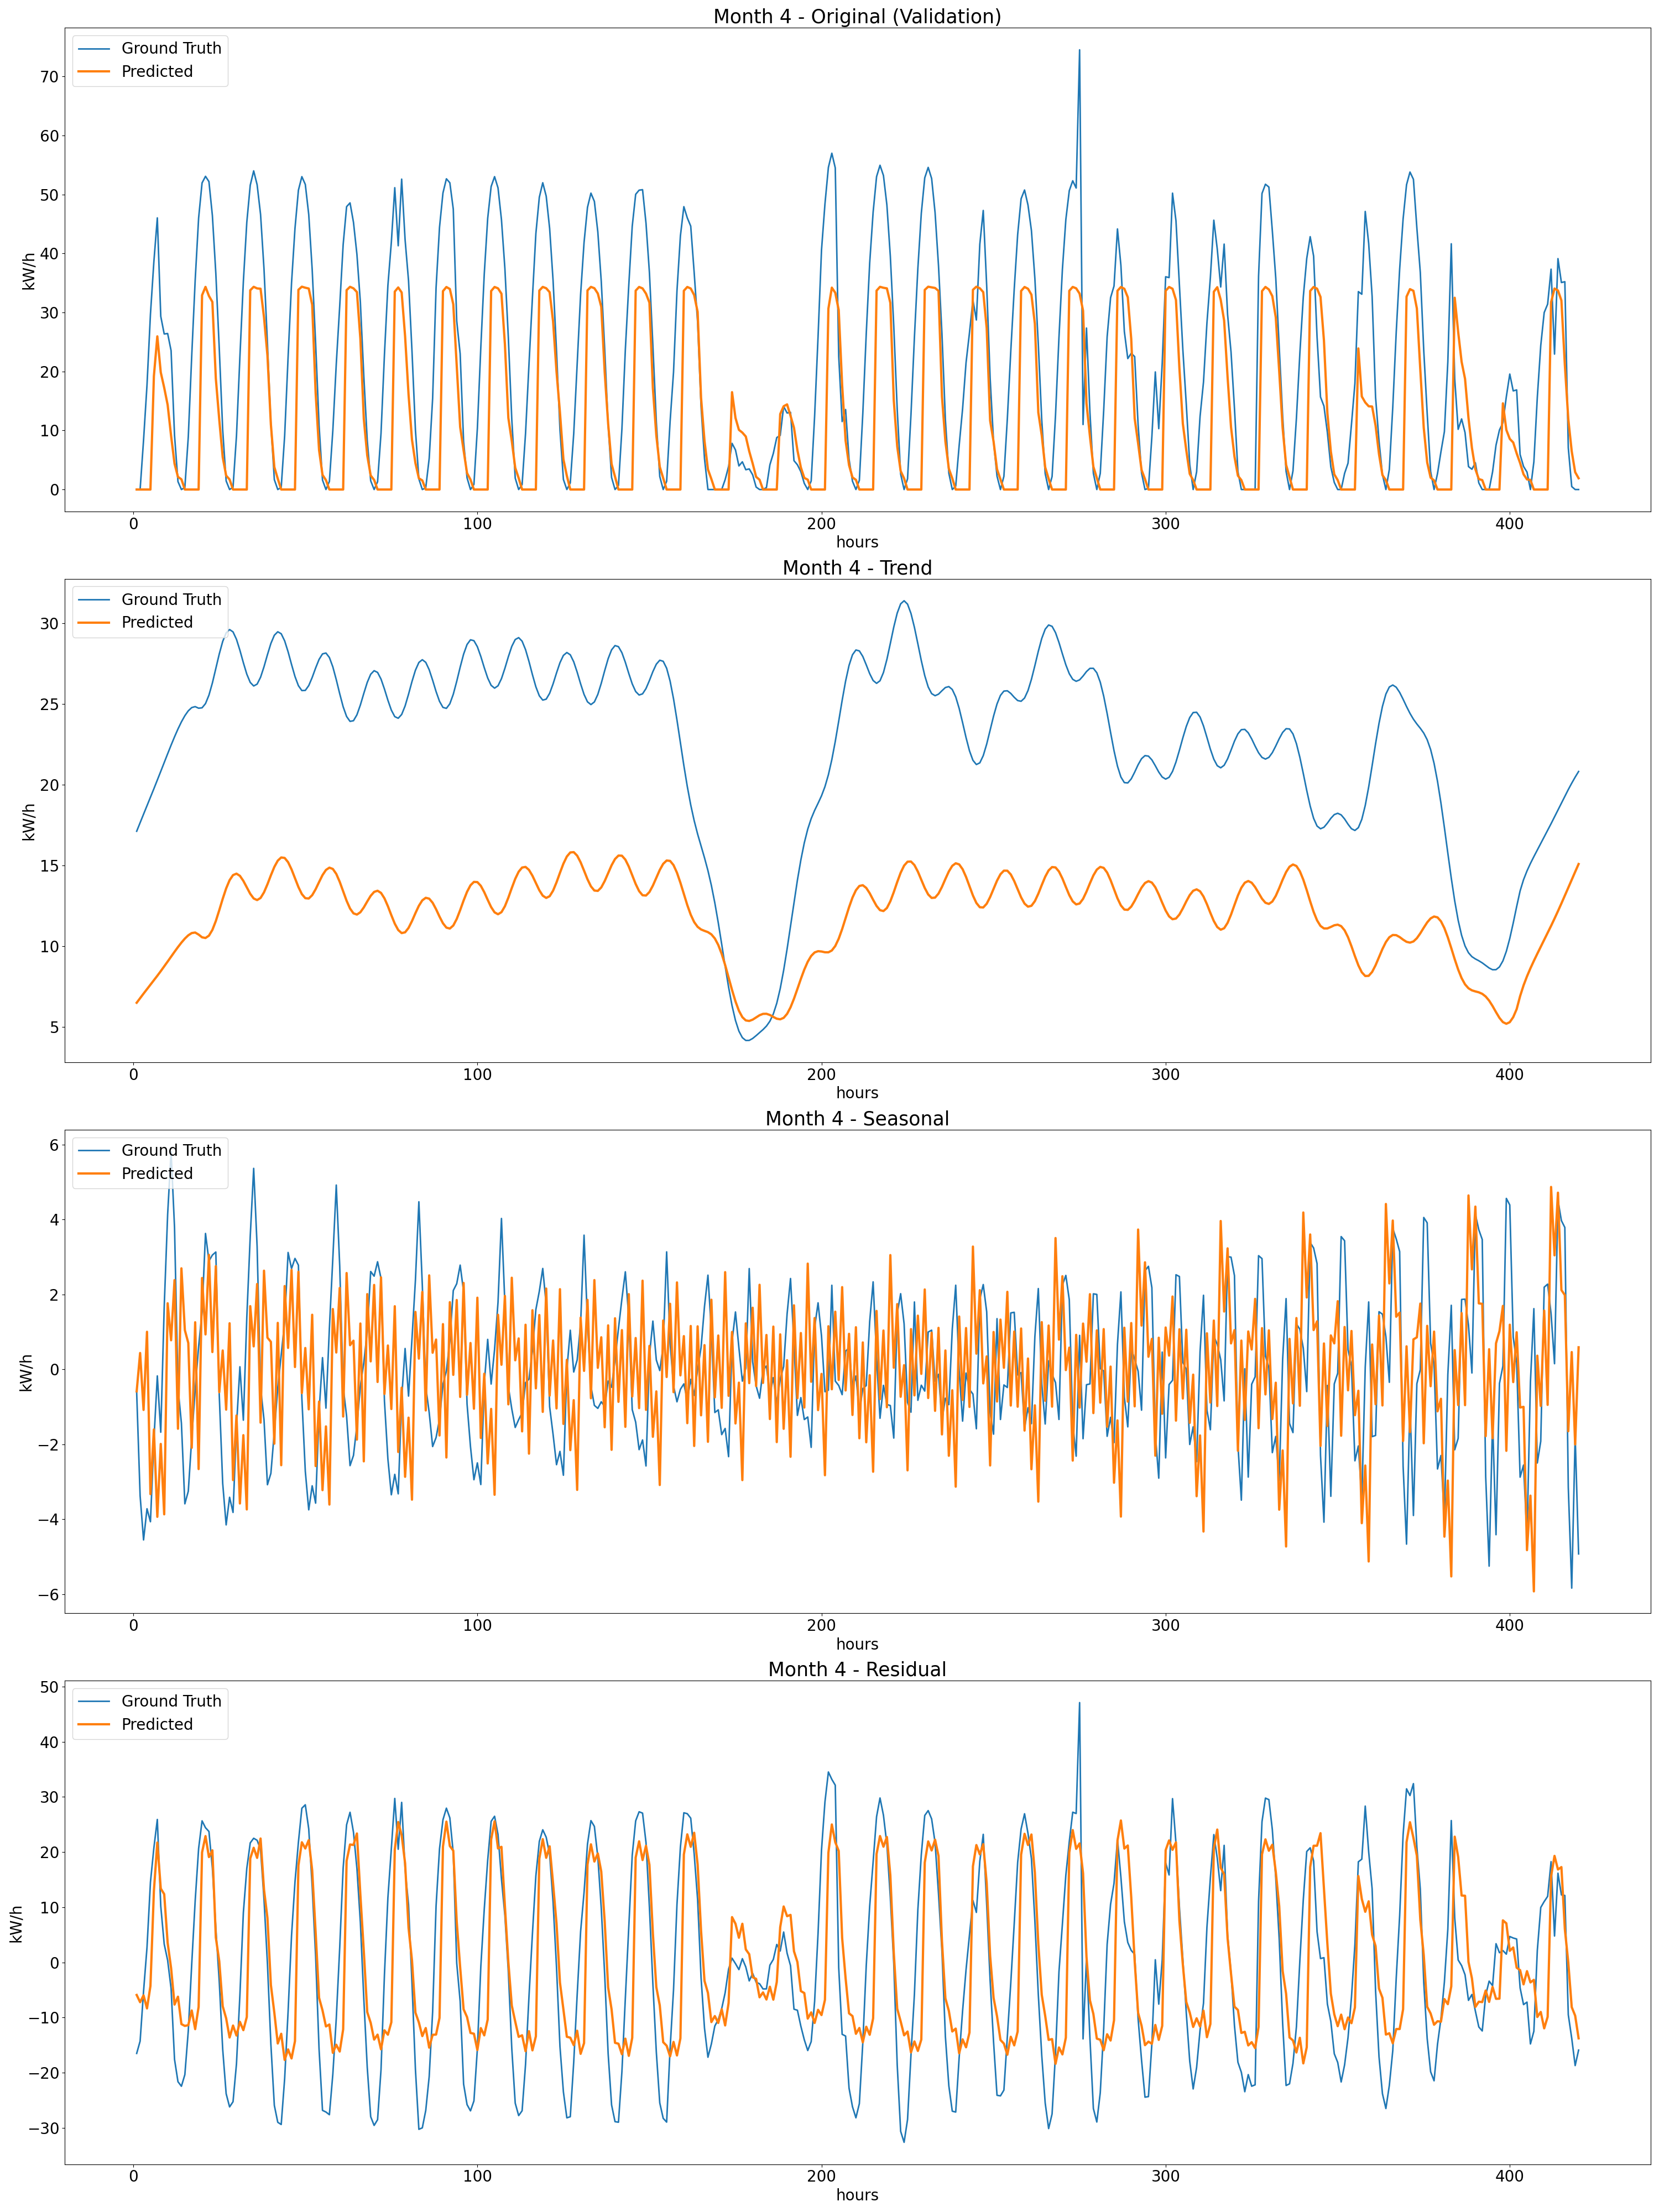 Month 4 - Original (Validation)
Ground Truth
Predicted
70
60
50
40
30
20
10
0
kW/h
0 100 200 300 400
hours
Month 4 - Trend
Ground Truth
Predicted
30
25
20
15
10
5
kW/h
0 100 200 300 400
hours
Month 4 - Seasonal
Ground Truth
Predicted
6
4
2
0
−2
−4
−6
kW/h
0 100 200 300 400
hours
Month 4 - Residual
Ground Truth
Predicted
50
40
30
20
10
0
−10
−20
−30
kW/h
0 100 200 300 400
hours